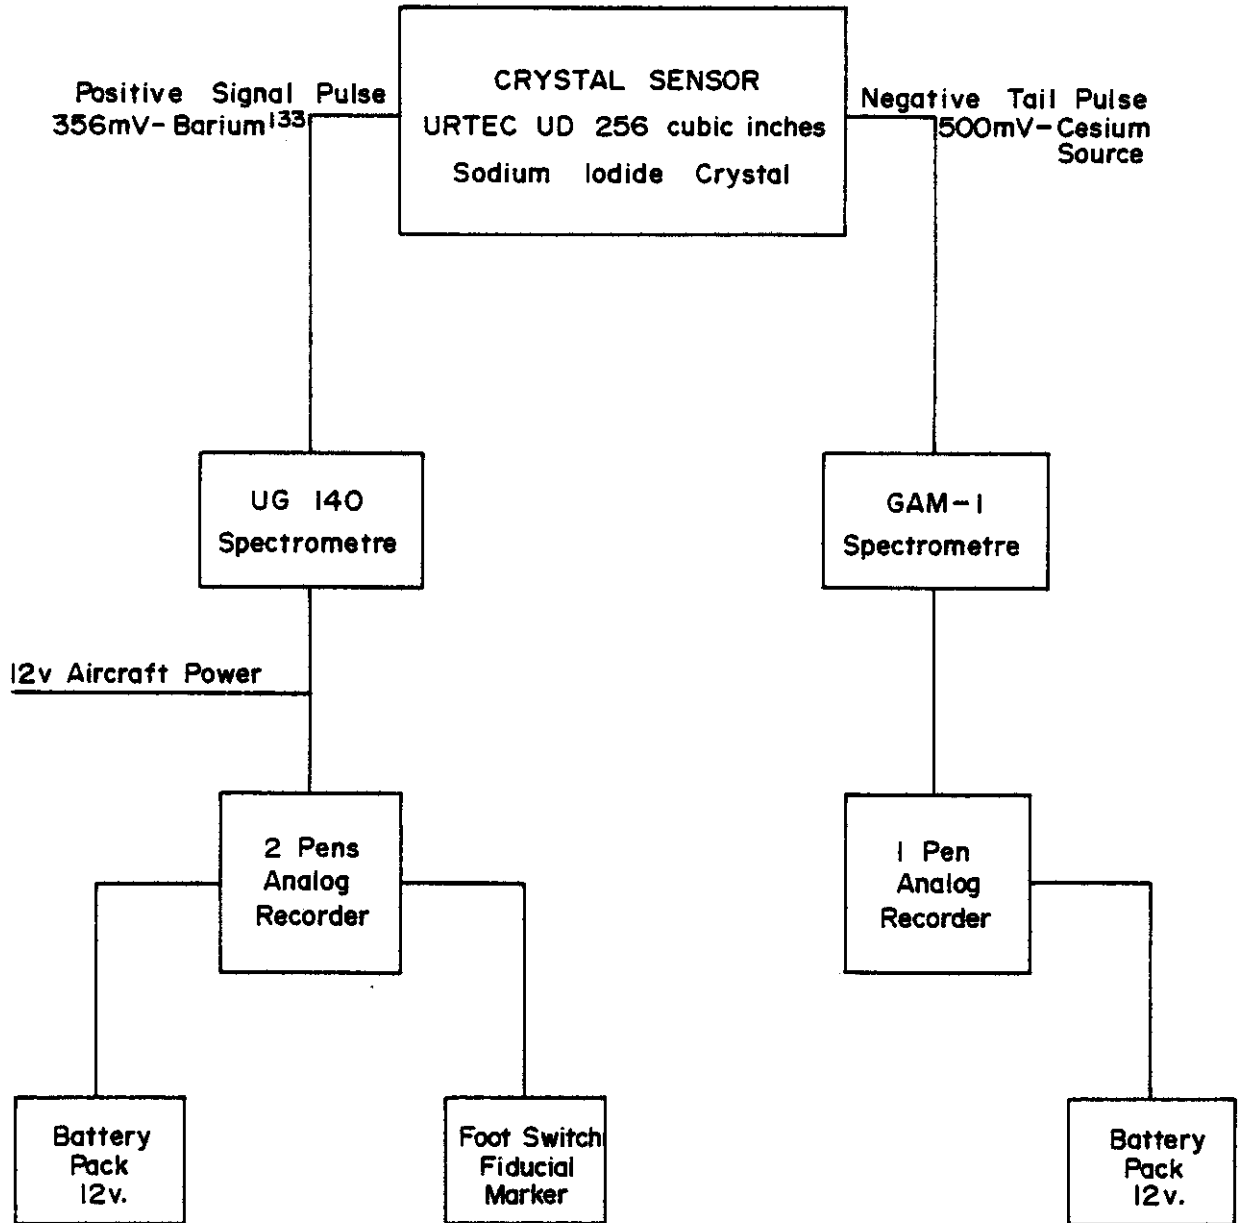 CRYSTAL SENSOR
URTEC UD 256 cubic inches
Sodium Iodide Crystal
Positive Signal Pulse
356mV-Barium¹³³
Negative Tail Pulse
500mV-Cesium
Source
UG 140
Spectrometre
GAM-1
Spectrometre
12v Aircraft Power
2 Pens
Analog
Recorder
1 Pen
Analog
Recorder
Battery
Pack
12v.
Foot Switch
Fiducial
Marker
Battery
Pack
12v.